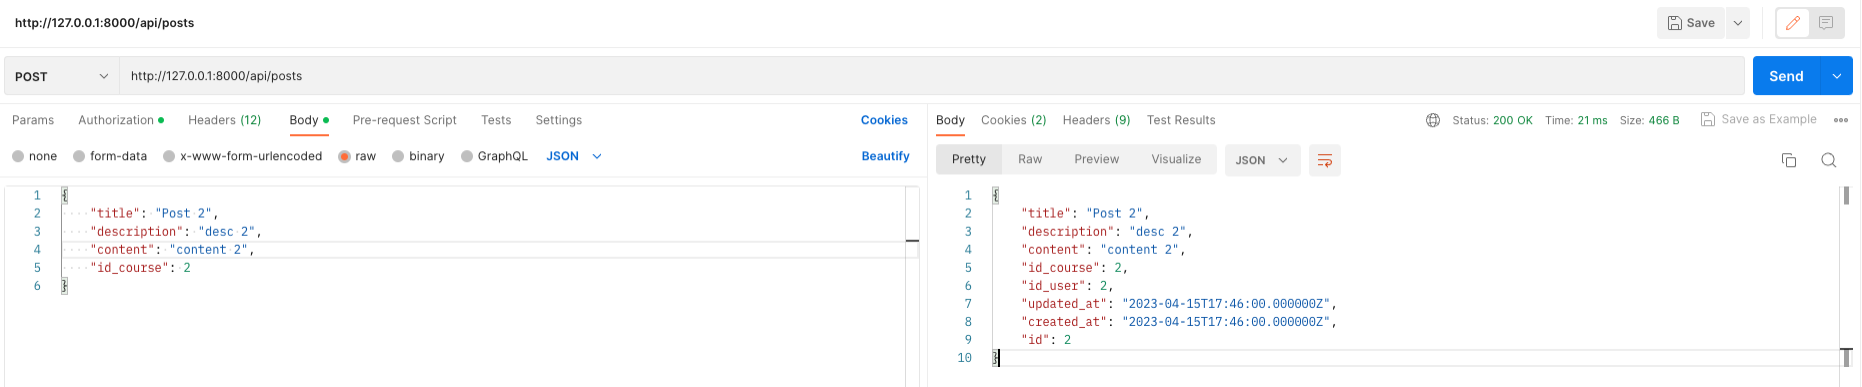 http://127.0.0.1:8000/api/posts
Save
POST
http://127.0.0.1:8000/api/posts
Send
Params Authorization Headers (12) Body Pre-request Script Tests Settings Cookies
none form-data x-www-form-urlencoded raw binary GraphQL JSON Beautify
1 {
2 "title": "Post 2",
3 "description": "desc 2",
4 "content": "content 2",
5 "id_course": 2
6 }
Body Cookies (2) Headers (9) Test Results Status: 200 OK Time: 21 ms Size: 466 B Save as Example
Pretty Raw Preview Visualize JSON
1 {
2 "title": "Post 2",
3 "description": "desc 2",
4 "content": "content 2",
5 "id_course": 2,
6 "id_user": 2,
7 "updated_at": "2023-04-15T17:46:00.000000Z",
8 "created_at": "2023-04-15T17:46:00.000000Z",
9 "id": 2
10 }